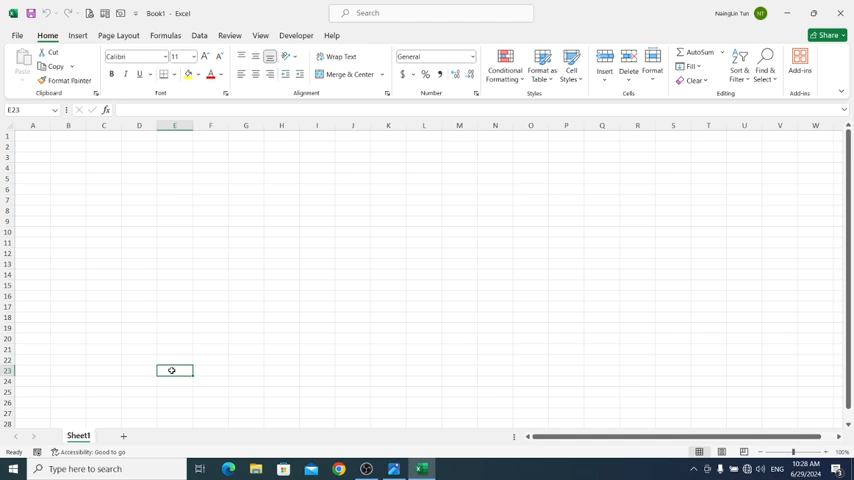 Book1 - Excel
Search
NaingLin Tun
NT
File
Home
Insert
Page Layout
Formulas
Data
Review
View
Developer
Help
Share
Paste
Cut
Copy
Format Painter
Clipboard
Calibri
11
B I U
Font
Wrap Text
Merge & Center
Alignment
General
$ % ,
Number
Conditional Formatting
Format as Table
Cell Styles
Styles
Insert
Delete
Format
Cells
AutoSum
Fill
Clear
Sort & Filter
Find & Select
Editing
Add-ins
Add-ins
E23
fx
A B C D E F G H I J K L M N O P Q R S T U V W
1
2
3
4
5
6
7
8
9
10
11
12
13
14
15
16
17
18
19
20
21
22
23
24
25
26
27
28
Sheet1
Ready
Accessibility: Good to go
100%
Type here to search
ENG
10:28 AM
6/29/2024
3